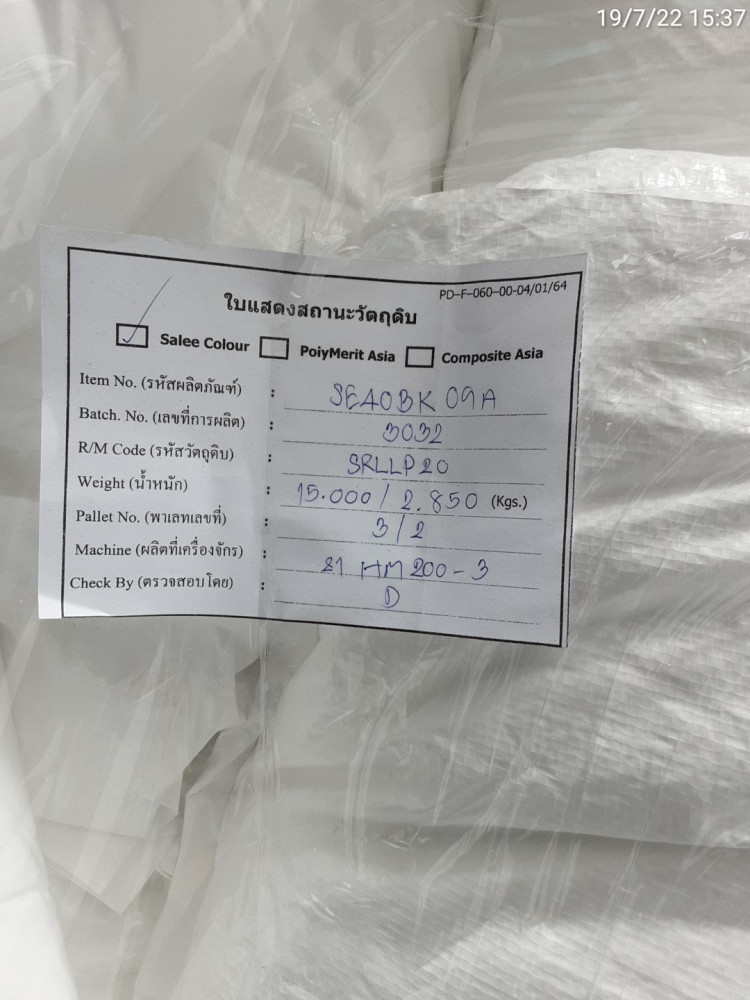 19/7/22 15:37
PD-F-060-00-04/01/64
ใบแสดงสถานะวัตถุดิบ
Salee Colour PolyMerit Asia Composite Asia
Item No. (รหัสผลิตภัณฑ์) : SE40BK09A
Batch. No. (เลขที่การผลิต) : 3032
R/M Code (รหัสวัตถุดิบ) : SRLLP20
Weight (น้ำหนัก) : 15.000 / 2.850 (Kgs.)
Pallet No. (พาเลทเลขที่) : 3/2
Machine (ผลิตที่เครื่องจักร) : 21 HM200-3
Check By (ตรวจสอบโดย) : D